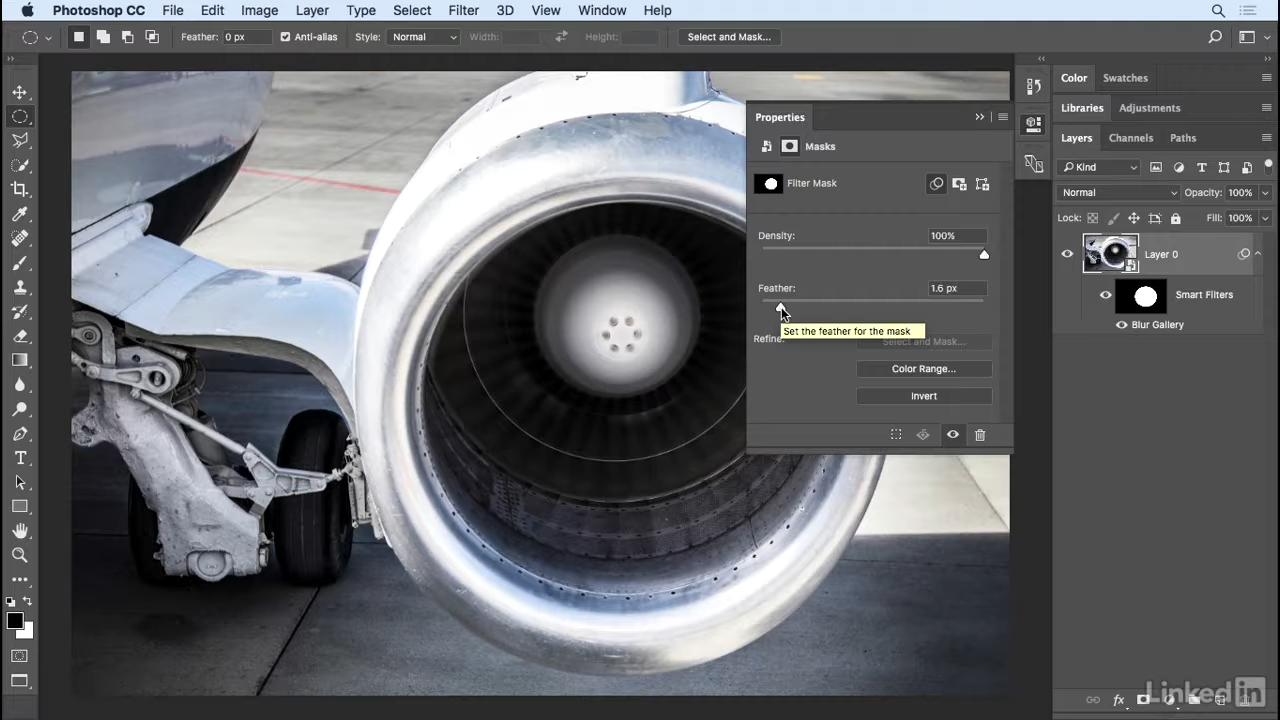 Photoshop CC File Edit Image Layer Type Select Filter 3D View Window Help
Feather: 0 px Anti-alias Style: Normal Width: Height: Select and Mask...
Color Swatches
Libraries Adjustments
Layers Channels Paths
Kind
Normal Opacity: 100%
Lock: Fill: 100%
Layer 0
Smart Filters
Blur Gallery
Properties
Masks
Filter Mask
Density: 100%
Feather: 1.6 px
Set the feather for the mask
Refine: Select and Mask...
Color Range...
Invert
Linked in